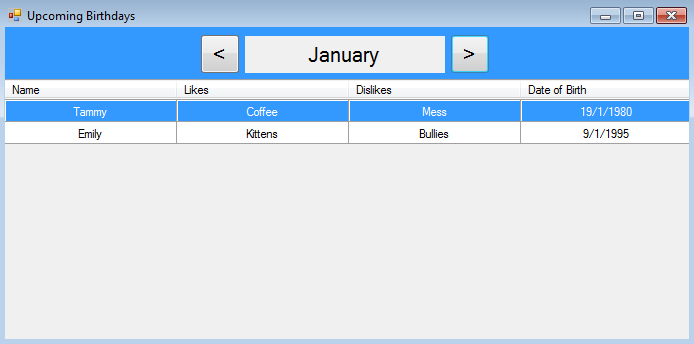 Upcoming Birthdays
< January >
Name Likes Dislikes Date of Birth
Tammy Coffee Mess 19/1/1980
Emily Kittens Bullies 9/1/1995